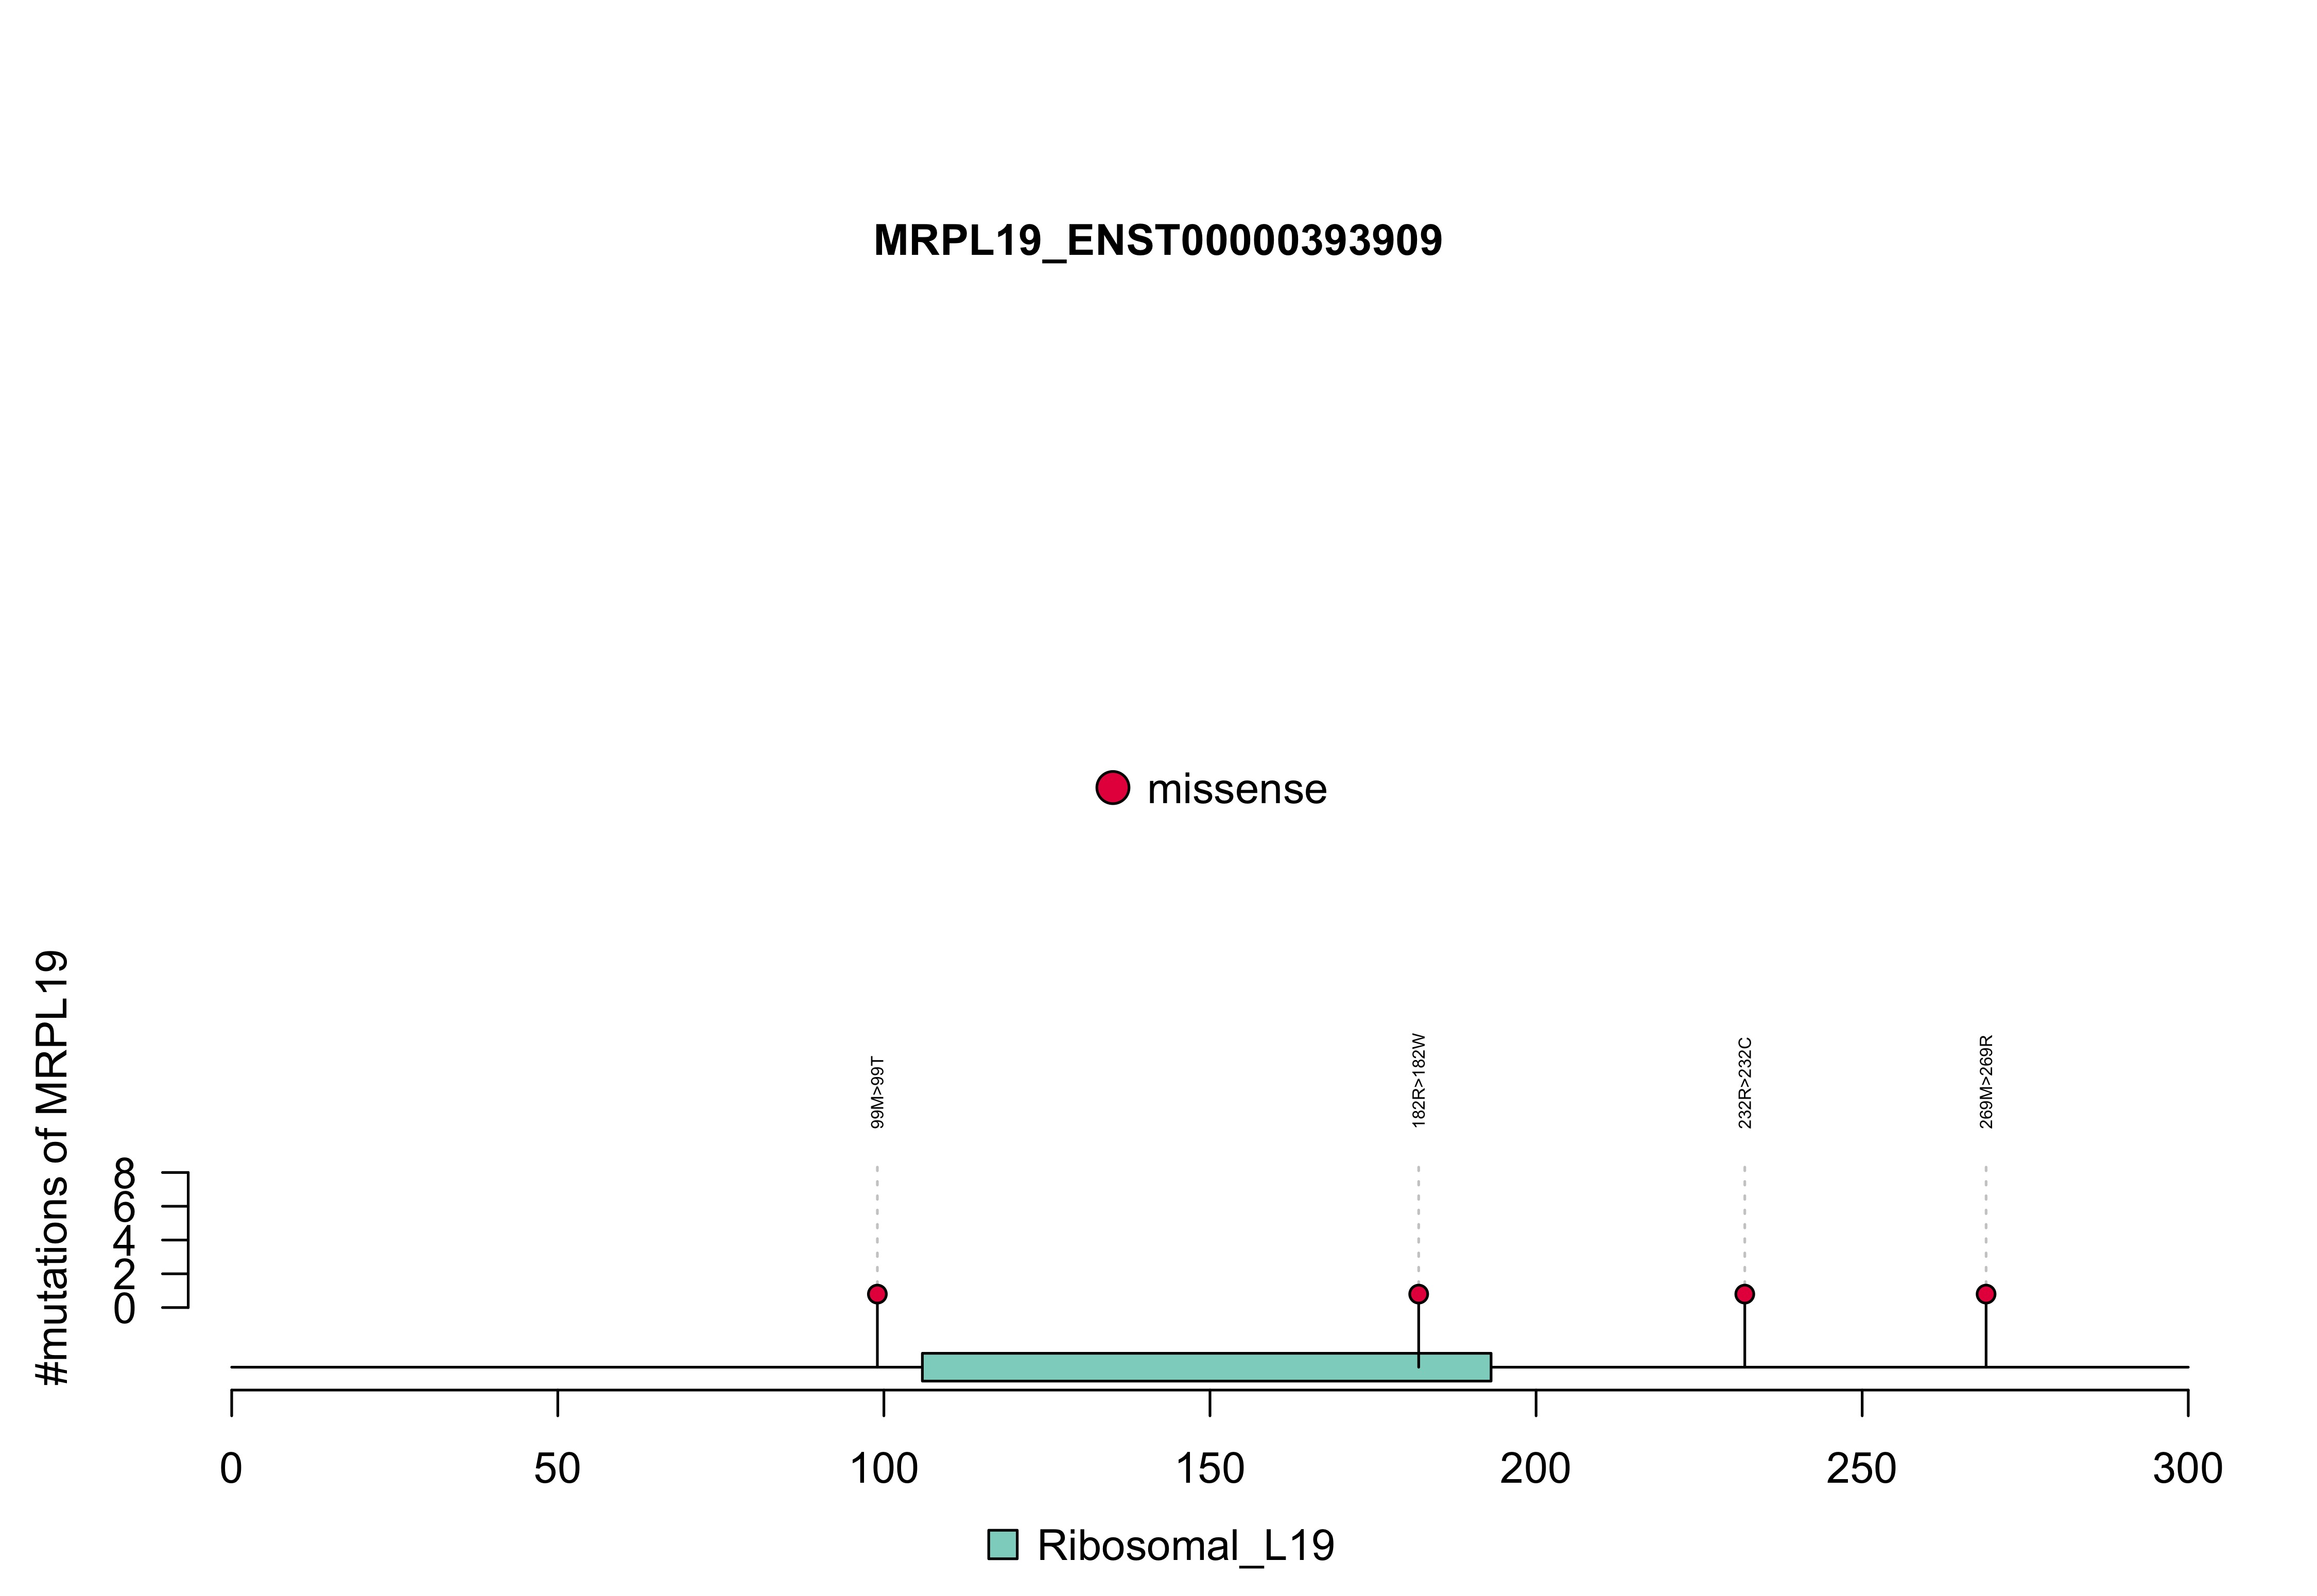 MRPL19_ENST00000393909
missense
#mutations of MRPL19
99M>99T
182R>182W
232R>232C
269M>269R
8
6
4
2
0
0 50 100 150 200 250 300
Ribosomal_L19